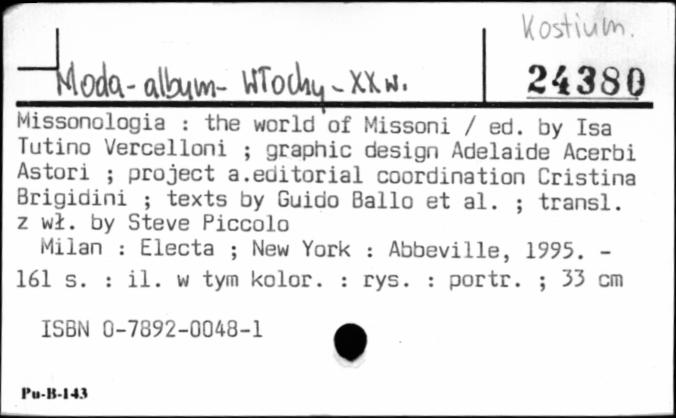 Kostium.
Moda-album-Włochy-XX w.
24380
Missonologia : the world of Missoni / ed. by Isa
Tutino Vercelloni ; graphic design Adelaide Acerbi
Astori ; project a.editorial coordination Cristina
Brigidini ; texts by Guido Ballo et al. ; transl.
z wł. by Steve Piccolo
Milan : Electa ; New York : Abbeville, 1995. -
161 s. : il. w tym kolor. : rys. : portr. ; 33 cm
ISBN 0-7892-0048-1
Pu-B-143